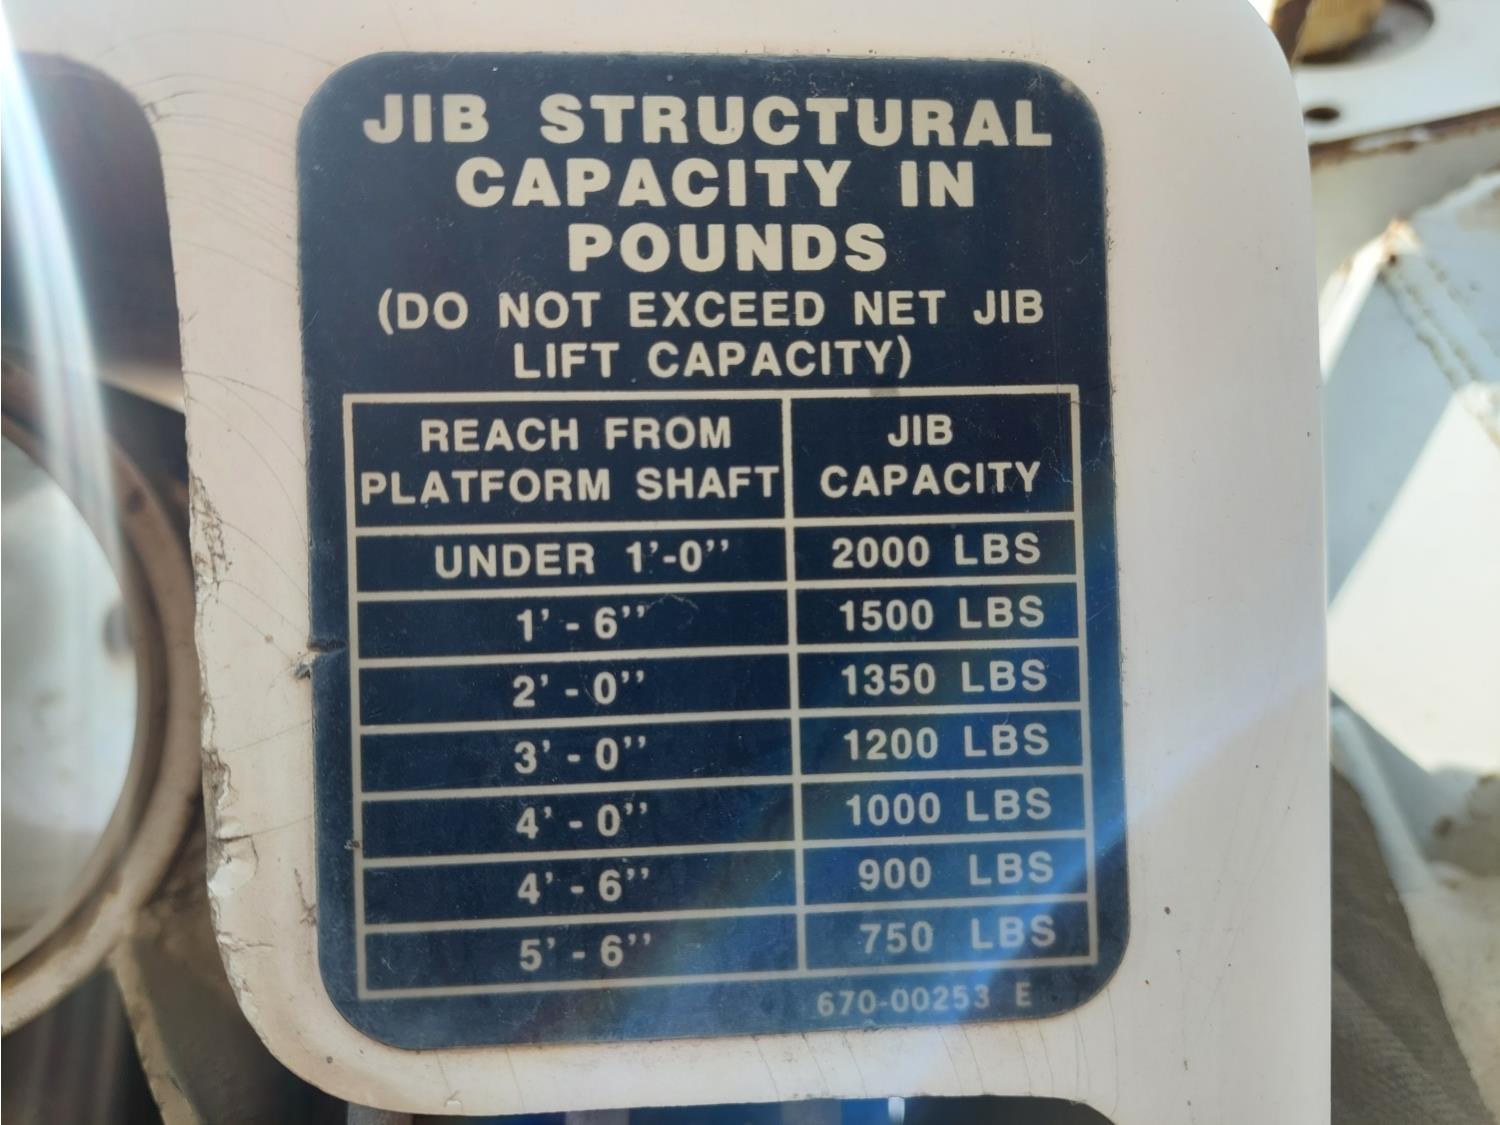 JIB STRUCTURAL
CAPACITY IN
POUNDS
(DO NOT EXCEED NET JIB
LIFT CAPACITY)
REACH FROM
PLATFORM SHAFT
JIB
CAPACITY
UNDER 1'-0" 2000 LBS
1' - 6" 1500 LBS
2' - 0" 1350 LBS
3' - 0" 1200 LBS
4' - 0" 1000 LBS
4' - 6" 900 LBS
5' - 6" 750 LBS
670-00253 E